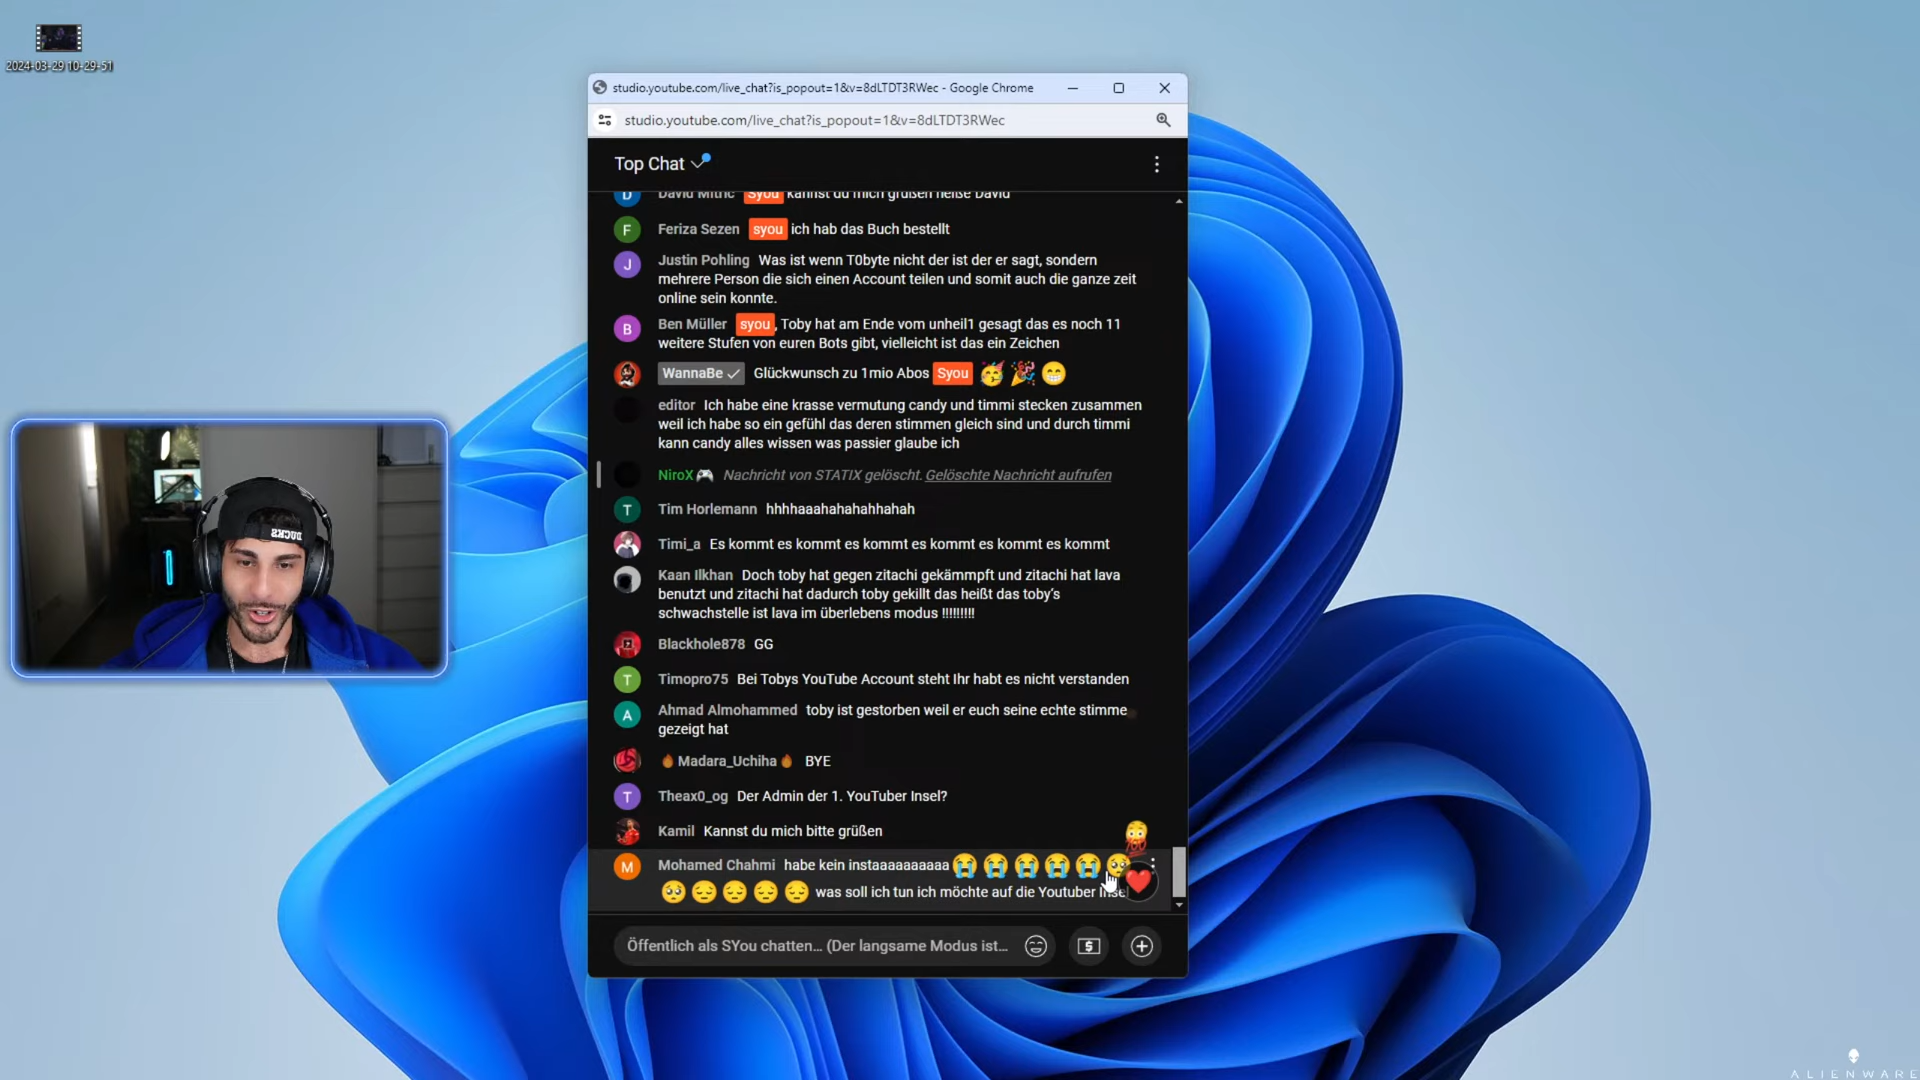 2024-03-29 10-29-51
studio.youtube.com/live_chat?is_popout=1&v=8dLTDT3RWec - Google Chrome
studio.youtube.com/live_chat?is_popout=1&v=8dLTDT3RWec
Top Chat
David Mitric Syou kannst du mich grüßen heiße David
F Feriza Sezen syou ich hab das Buch bestellt
J Justin Pohling Was ist wenn T0byte nicht der ist der er sagt, sondern
mehrere Person die sich einen Account teilen und somit auch die ganze zeit
online sein konnte.
B Ben Müller syou, Toby hat am Ende vom unheil1 gesagt das es noch 11
weitere Stufen von euren Bots gibt, vielleicht ist das ein Zeichen
WannaBe ✓ Glückwunsch zu 1mio Abos Syou 🥳 🎉 😁
editor Ich habe eine krasse vermutung candy und timmi stecken zusammen
weil ich habe so ein gefühl das deren stimmen gleich sind und durch timmi
kann candy alles wissen was passier glaube ich
NiroX 🎮 Nachricht von STATIX gelöscht. Gelöschte Nachricht aufrufen
T Tim Horlemann hhhhaaahahahahhahah
Timi_a Es kommt es kommt es kommt es kommt es kommt es kommt
Kaan Ilkhan Doch toby hat gegen zitachi gekämmpft und zitachi hat lava
benutzt und zitachi hat dadurch toby gekillt das heißt das toby's
schwachstelle ist lava im überlebens modus !!!!!!!!!
Blackhole878 GG
T Timopro75 Bei Tobys YouTube Account steht Ihr habt es nicht verstanden
A Ahmad Almohammed toby ist gestorben weil er euch seine echte stimme
gezeigt hat
🔥Madara_Uchiha🔥 BYE
T Theax0_og Der Admin der 1. YouTuber Insel?
Kamil Kannst du mich bitte grüßen
M Mohamed Chahmi habe kein instaaaaaaaaaa 😭 😭 😭 😭 😭 🥺
🥺 😔 😔 😔 😔 was soll ich tun ich möchte auf die Youtuber Insel
Öffentlich als SYou chatten... (Der langsame Modus ist...
DUCKS
ALIENWARE